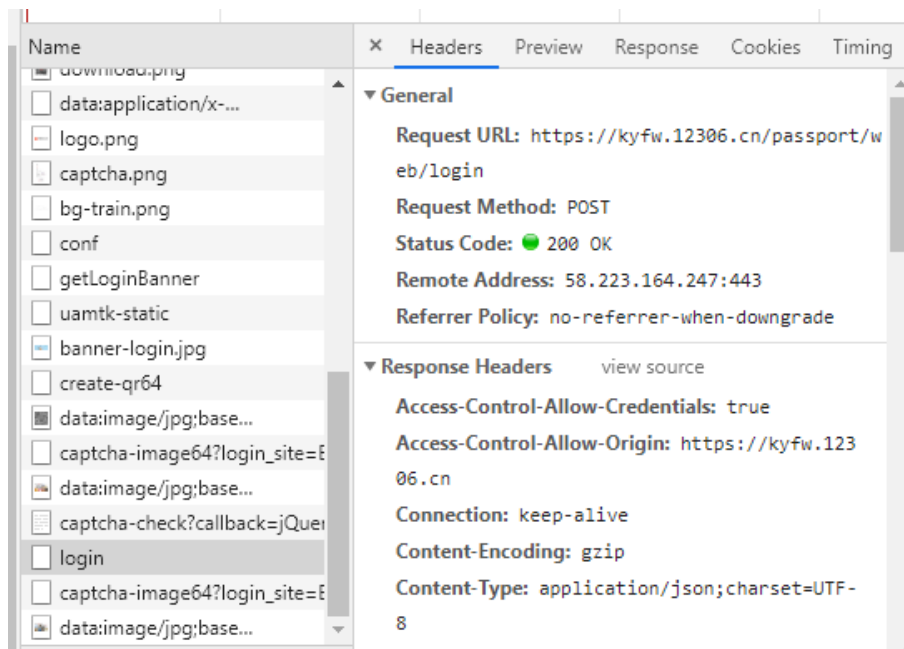 Name
download.png
data:application/x-...
logo.png
captcha.png
bg-train.png
conf
getLoginBanner
uamtk-static
banner-login.jpg
create-qr64
data:image/jpg;base...
captcha-image64?login_site=E
data:image/jpg;base...
captcha-check?callback=jQuer
login
captcha-image64?login_site=E
data:image/jpg;base...
× Headers Preview Response Cookies Timing
▼ General
Request URL: https://kyfw.12306.cn/passport/w
eb/login
Request Method: POST
Status Code: 200 OK
Remote Address: 58.223.164.247:443
Referrer Policy: no-referrer-when-downgrade
▼ Response Headers view source
Access-Control-Allow-Credentials: true
Access-Control-Allow-Origin: https://kyfw.123
06.cn
Connection: keep-alive
Content-Encoding: gzip
Content-Type: application/json;charset=UTF-
8